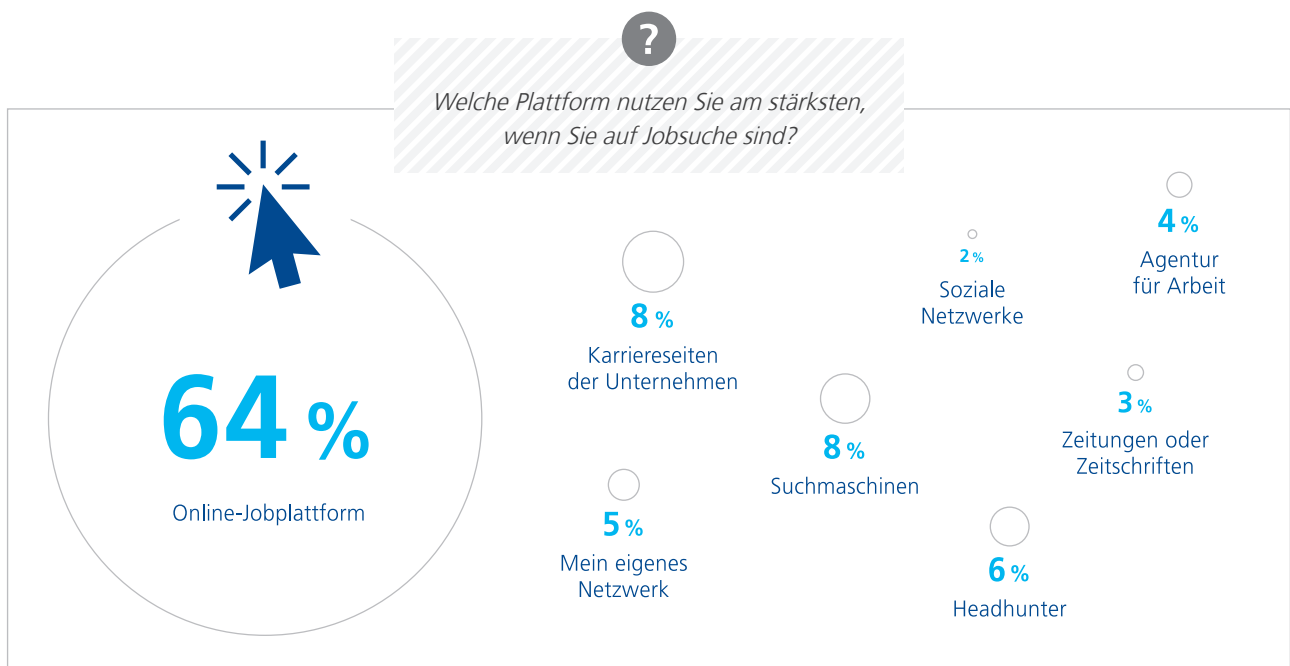 ?
Welche Plattform nutzen Sie am stärksten,
wenn Sie auf Jobsuche sind?
64 %
Online-Jobplattform
8 %
Karriereseiten
der Unternehmen
5 %
Mein eigenes
Netzwerk
8 %
Suchmaschinen
2 %
Soziale
Netzwerke
6 %
Headhunter
4 %
Agentur
für Arbeit
3 %
Zeitungen oder
Zeitschriften